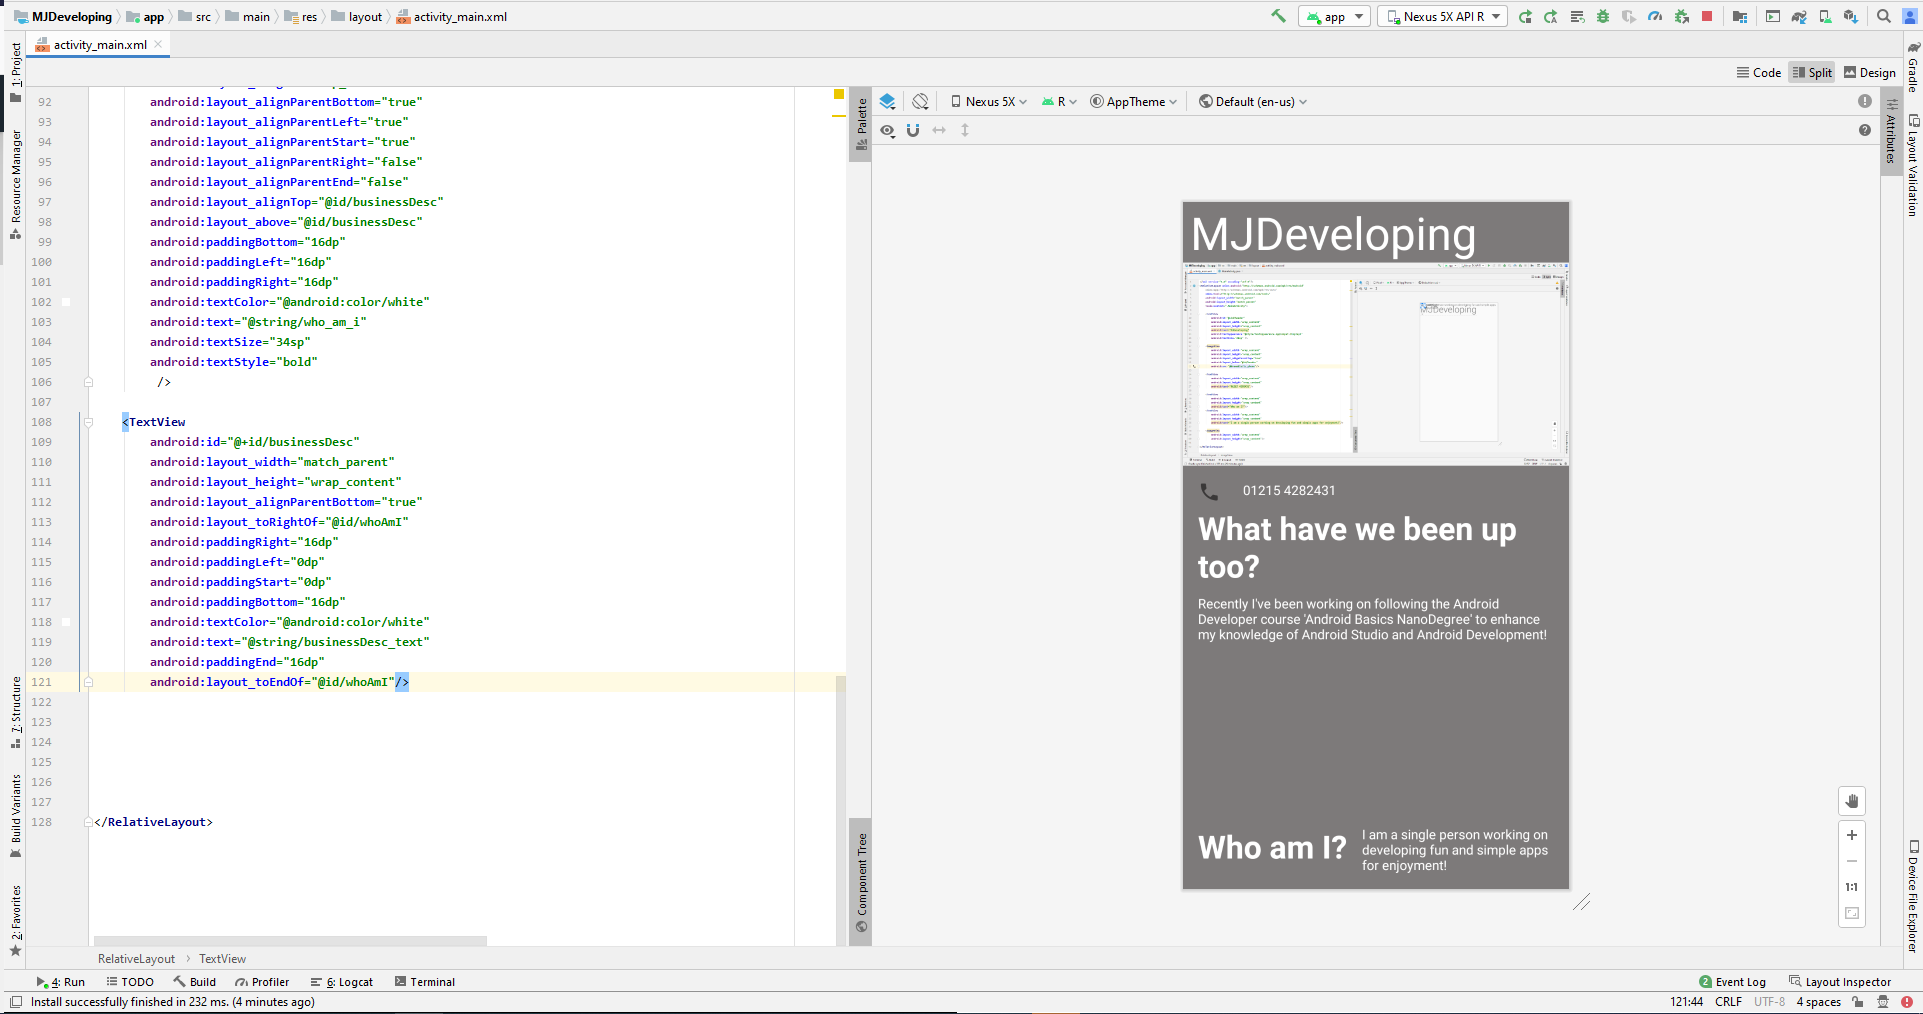 MJDeveloping app src main res layout activity_main.xml
app Nexus 5X API R
activity_main.xml
Code Split Design
1: Project
Resource Manager
7: Structure
Build Variants
2: Favorites
92 android:layout_alignParentBottom="true"
93 android:layout_alignParentLeft="true"
94 android:layout_alignParentStart="true"
95 android:layout_alignParentRight="false"
96 android:layout_alignParentEnd="false"
97 android:layout_alignTop="@id/businessDesc"
98 android:layout_above="@id/businessDesc"
99 android:paddingBottom="16dp"
100 android:paddingLeft="16dp"
101 android:paddingRight="16dp"
102 android:textColor="@android:color/white"
103 android:text="@string/who_am_i"
104 android:textSize="34sp"
105 android:textStyle="bold"
106 />
107
108 <TextView
109 android:id="@+id/businessDesc"
110 android:layout_width="match_parent"
111 android:layout_height="wrap_content"
112 android:layout_alignParentBottom="true"
113 android:layout_toRightOf="@id/whoAmI"
114 android:paddingRight="16dp"
115 android:paddingLeft="0dp"
116 android:paddingStart="0dp"
117 android:paddingBottom="16dp"
118 android:textColor="@android:color/white"
119 android:text="@string/businessDesc_text"
120 android:paddingEnd="16dp"
121 android:layout_toEndOf="@id/whoAmI"/>
122
123
124
125
126
127
128 </RelativeLayout>
Palette
Component Tree
Nexus 5X R AppTheme Default (en-us)
MJDeveloping
MJDeveloping
01215 4282431
What have we been up
too?
Recently I've been working on following the Android
Developer course 'Android Basics NanoDegree' to enhance
my knowledge of Android Studio and Android Development!
Who am I?
I am a single person working on
developing fun and simple apps
for enjoyment!
1:1
Attributes
Gradle
Layout Validation
Device File Explorer
RelativeLayout TextView
4: Run TODO Build Profiler 6: Logcat Terminal
2 Event Log Layout Inspector
Install successfully finished in 232 ms. (4 minutes ago)
121:44 CRLF UTF-8 4 spaces